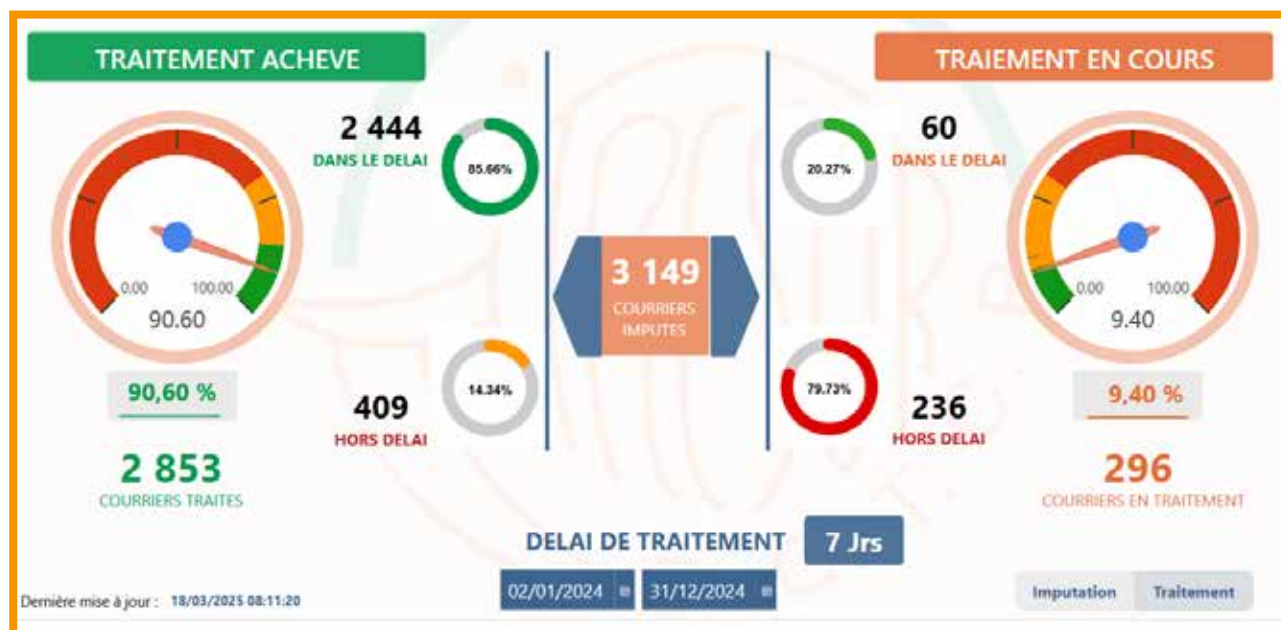 TRAITEMENT ACHEVE
TRAIEMENT EN COURS
2 444
DANS LE DELAI
85.66%
20.27%
60
DANS LE DELAI
0.00
100.00
90.60
3 149
COURRIERS
IMPUTES
0.00
100.00
9.40
90,60 %
409
HORS DELAI
14.34%
79.73%
236
HORS DELAI
9,40 %
2 853
COURRIERS TRAITES
296
COURRIERS EN TRAITEMENT
DELAI DE TRAITEMENT
7 Jrs
02/01/2024
31/12/2024
Imputation
Traitement
Dernière mise à jour : 18/03/2025 08:11:20